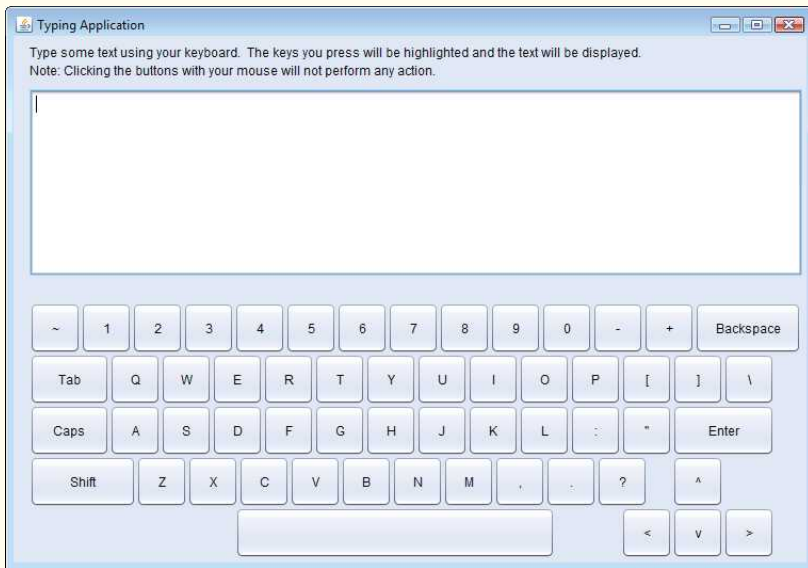 Typing Application
Type some text using your keyboard. The keys you press will be highlighted and the text will be displayed.
Note: Clicking the buttons with your mouse will not perform any action.
~ 1 2 3 4 5 6 7 8 9 0 - + Backspace
Tab Q W E R T Y U I O P [ ] \
Caps A S D F G H J K L : " Enter
Shift Z X C V B N M , . ? ^
< v >